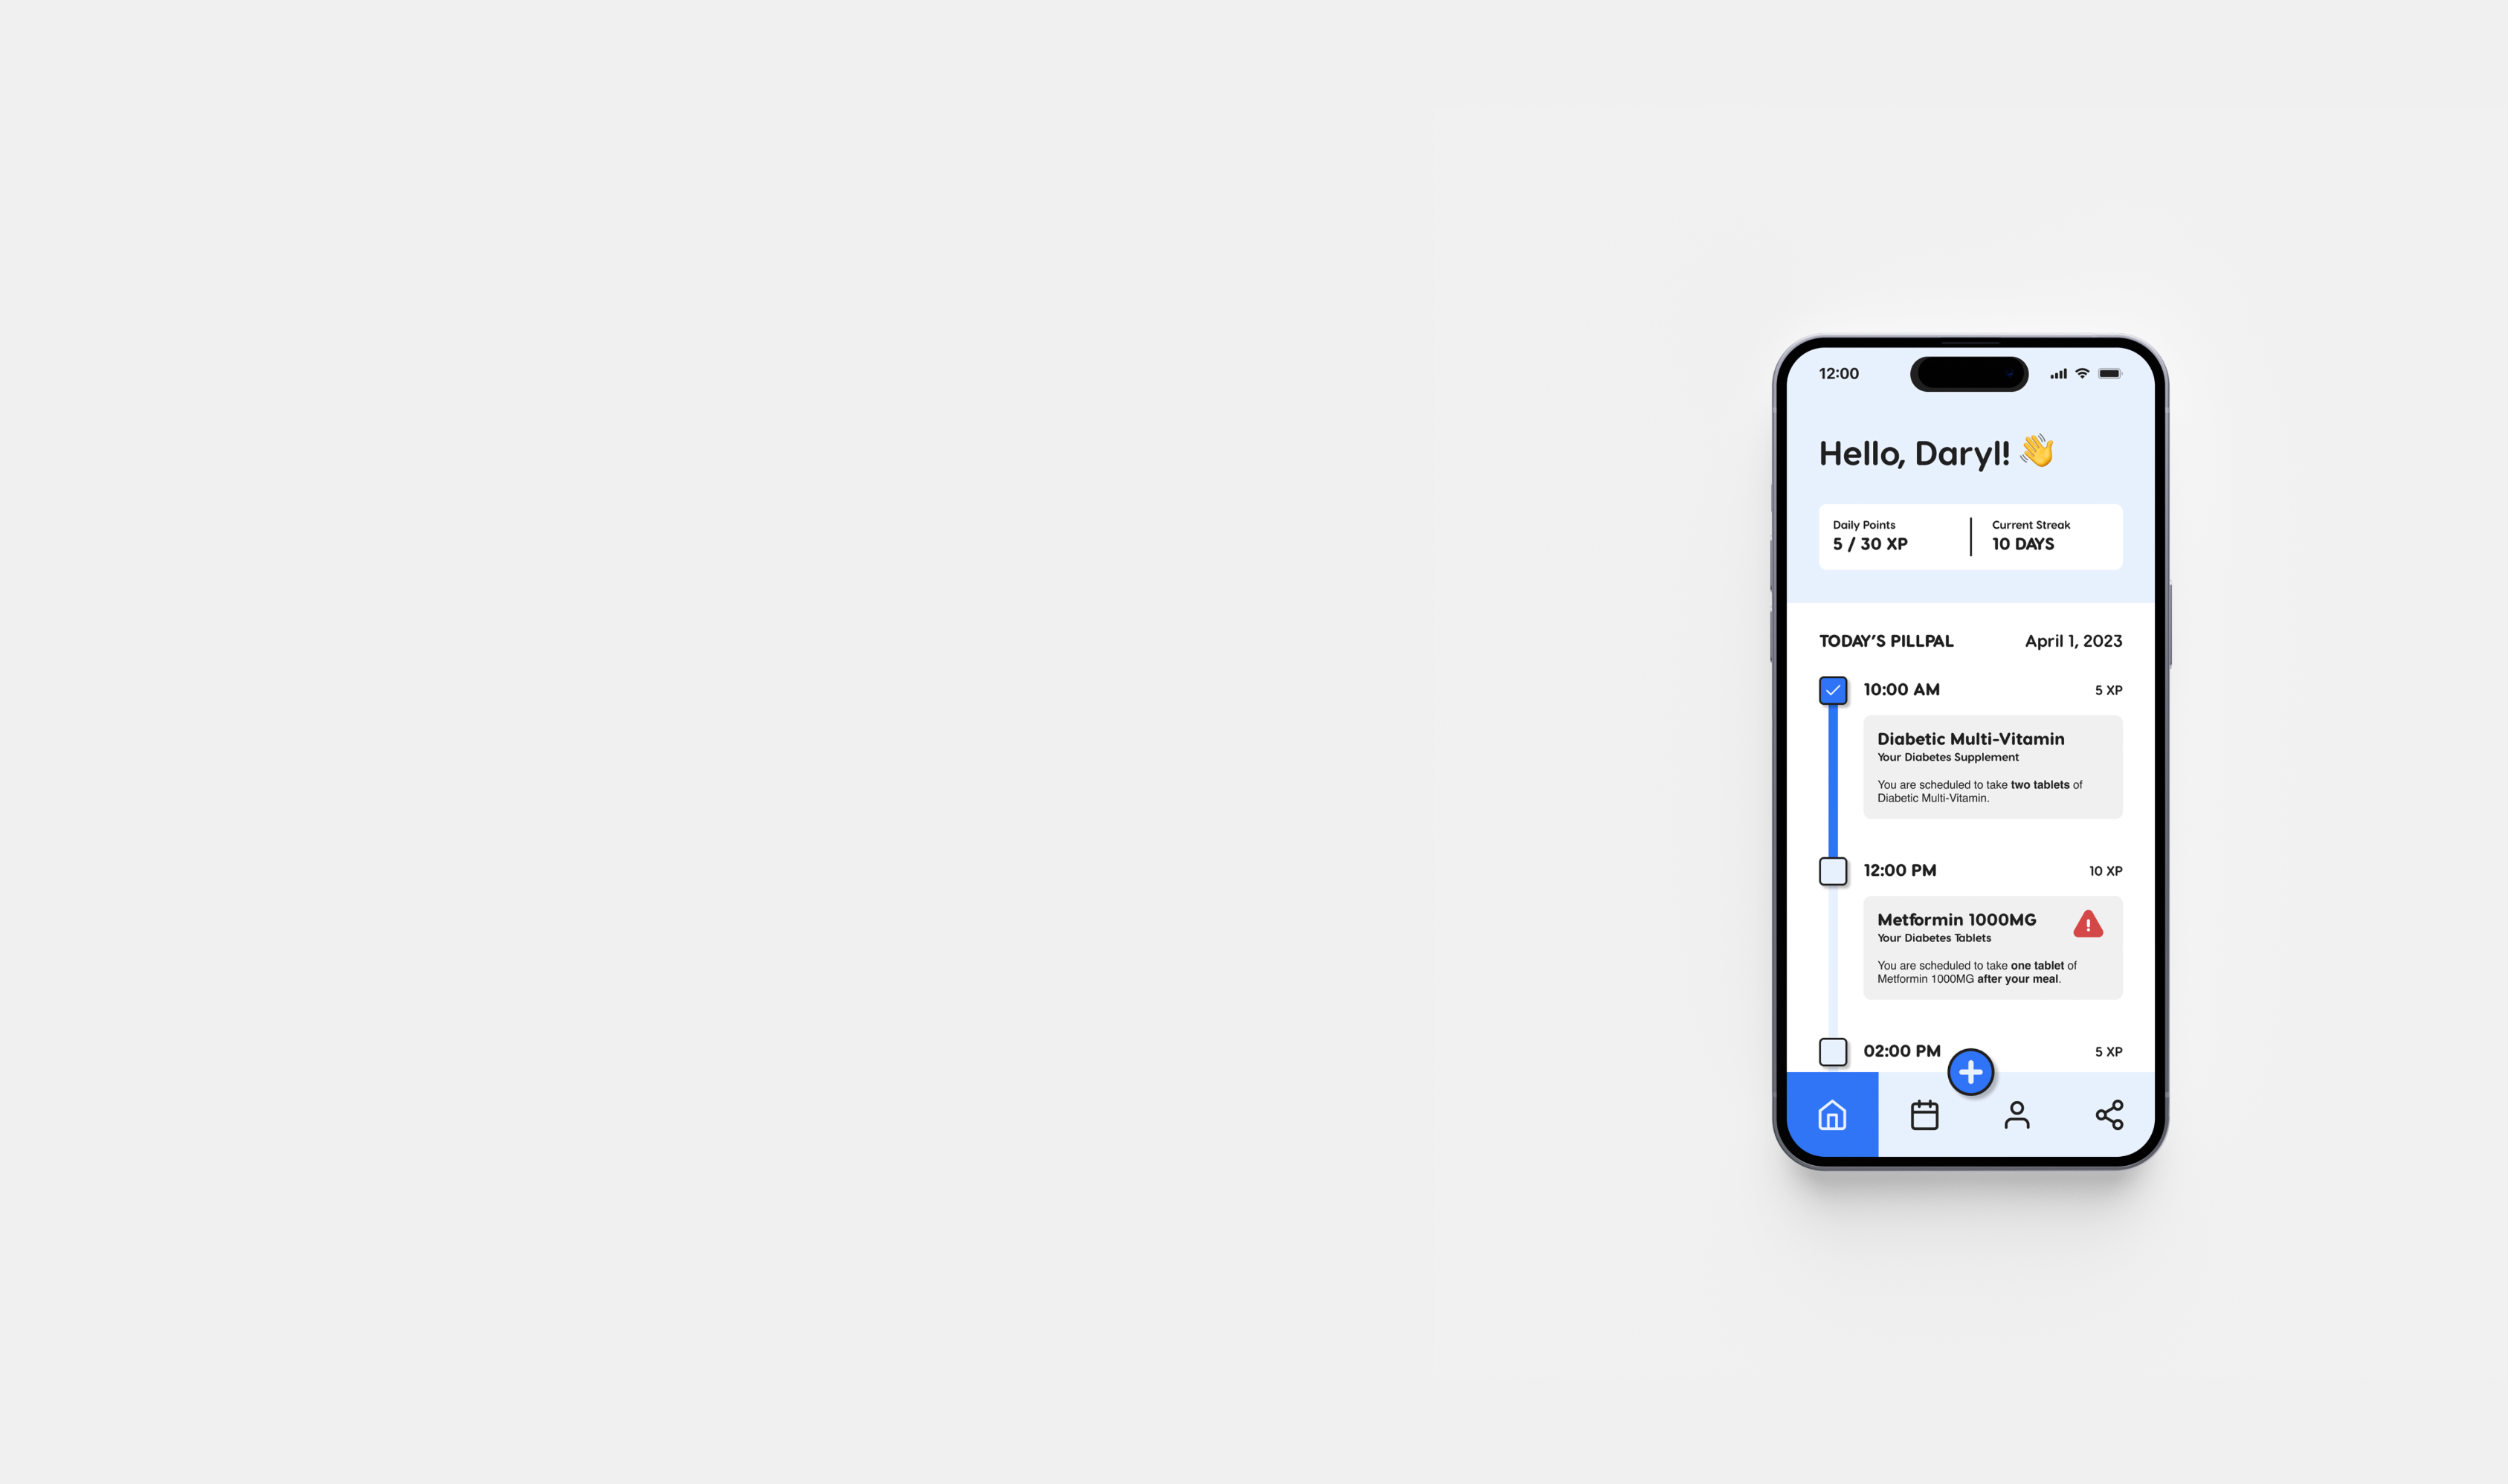 12:00
Hello, Daryl! 👋
Daily Points
5 / 30 XP
Current Streak
10 DAYS
TODAY'S PILLPAL
April 1, 2023
10:00 AM
5 XP
Diabetic Multi-Vitamin
Your Diabetes Supplement
You are scheduled to take two tablets of
Diabetic Multi-Vitamin.
12:00 PM
10 XP
Metformin 1000MG
Your Diabetes Tablets
You are scheduled to take one tablet of
Metformin 1000MG after your meal.
02:00 PM
5 XP